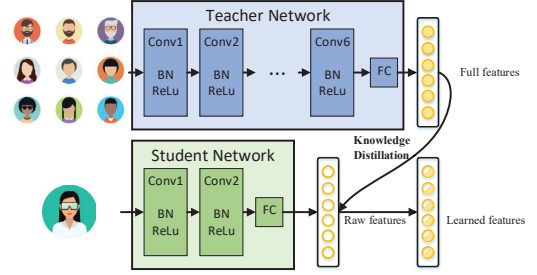 Teacher Network
Conv1
BN
ReLu
Conv2
BN
ReLu
...
Conv6
BN
ReLu
FC
Full features
Knowledge
Distillation
Student Network
Conv1
BN
ReLu
Conv2
BN
ReLu
FC
Raw features
Learned features